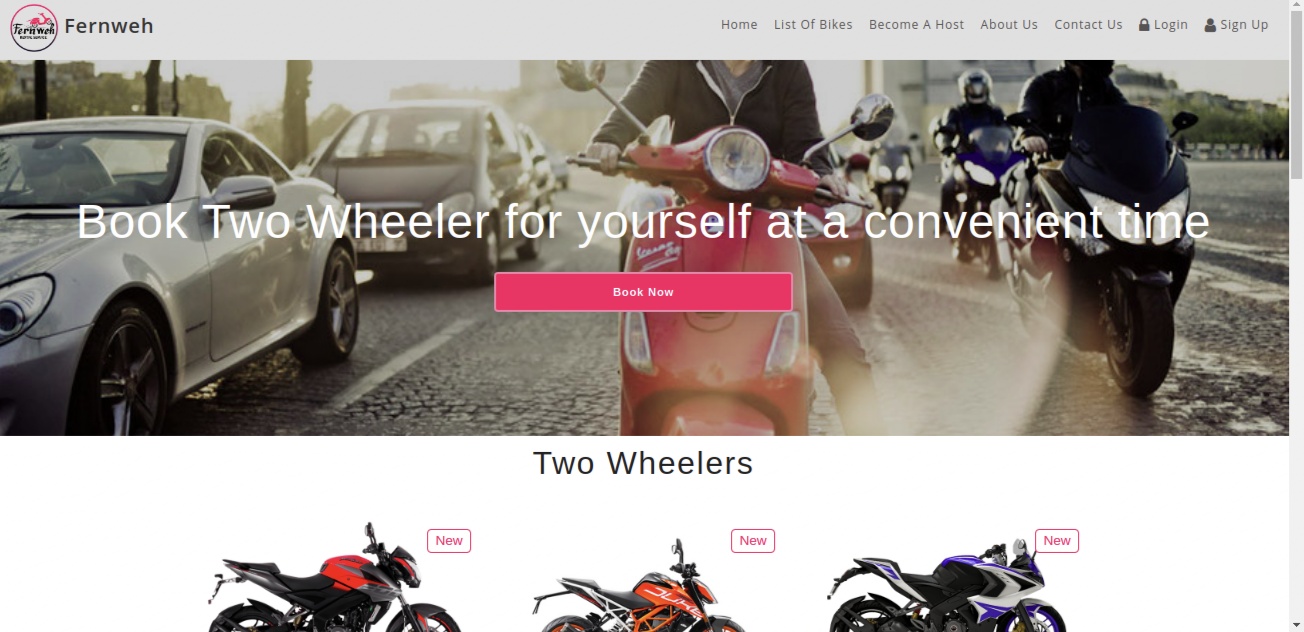 Fernweh
Fernweh
Home
List Of Bikes
Become A Host
About Us
Contact Us
Login
Sign Up
Book Two Wheeler for yourself at a convenient time
Book Now
Two Wheelers
New
New
New
DUKE